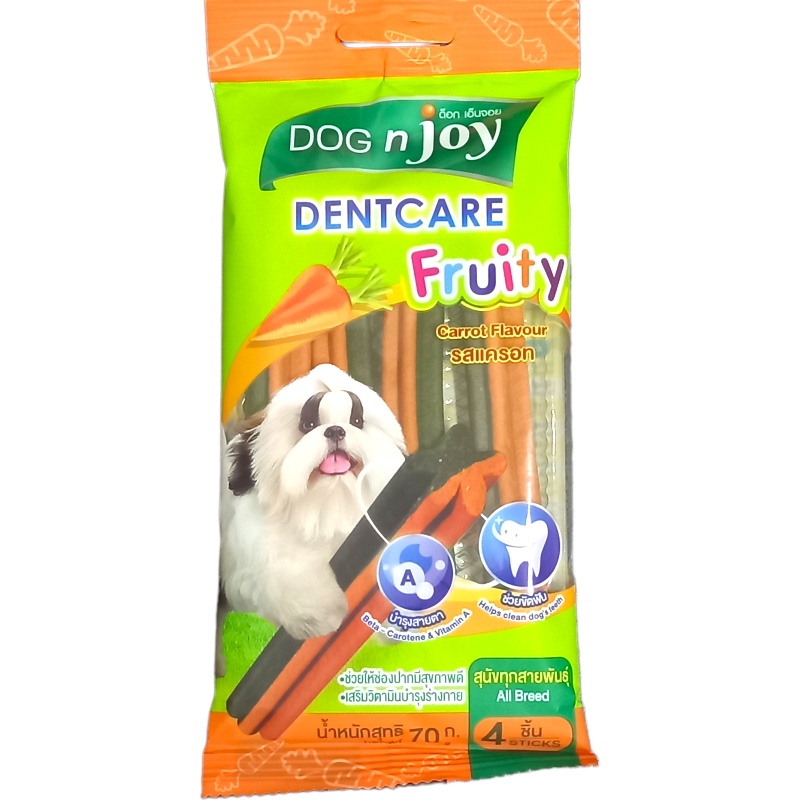 ด็อก เอ็นจอย
DOG n joy
DENTCARE
Fruity
Carrot Flavour
รสแครอท
A
บำรุงสายตา
Beta - Carotene & Vitamin A
ช่วยขัดฟัน
Helps clean dog's teeth
•ช่วยให้ช่องปากมีสุขภาพดี
•เสริมวิตามินบำรุงร่างกาย
สุนัขทุกสายพันธุ์
All Breed
น้ำหนักสุทธิ 70 ก.
4 ชิ้น
STICKS